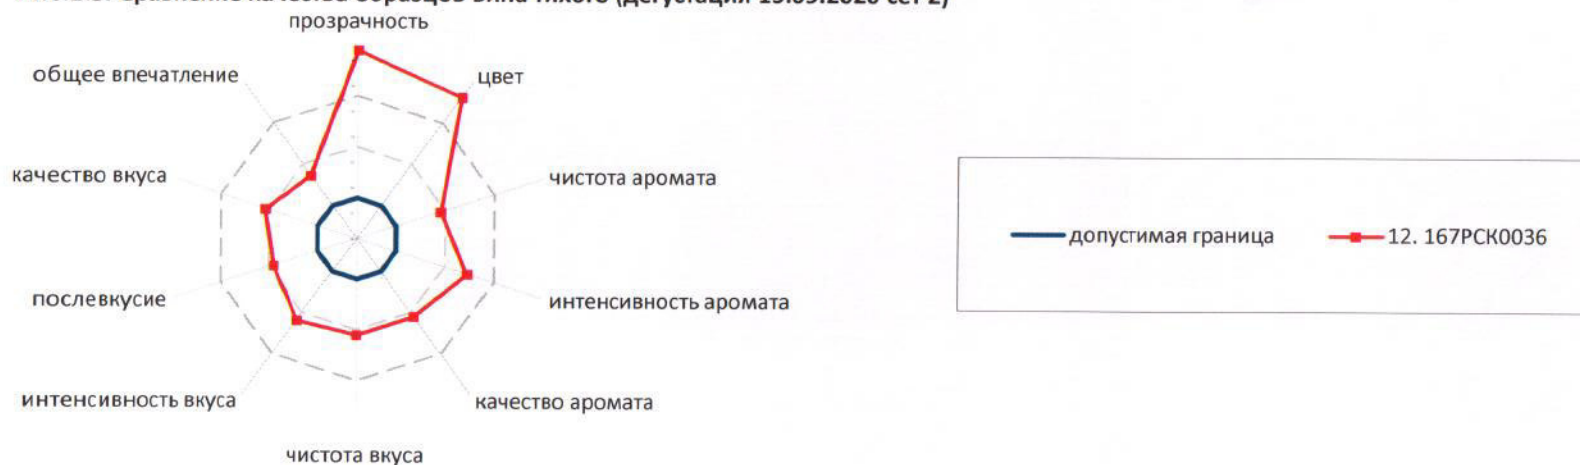 (дегустация
прозрачность
общее впечатление
цвет
качество вкуса
чистота аромата
допустимая граница
12. 167РСК0036
послевкусие
интенсивность аромата
интенсивность вкуса
качество аромата
чистота вкуса